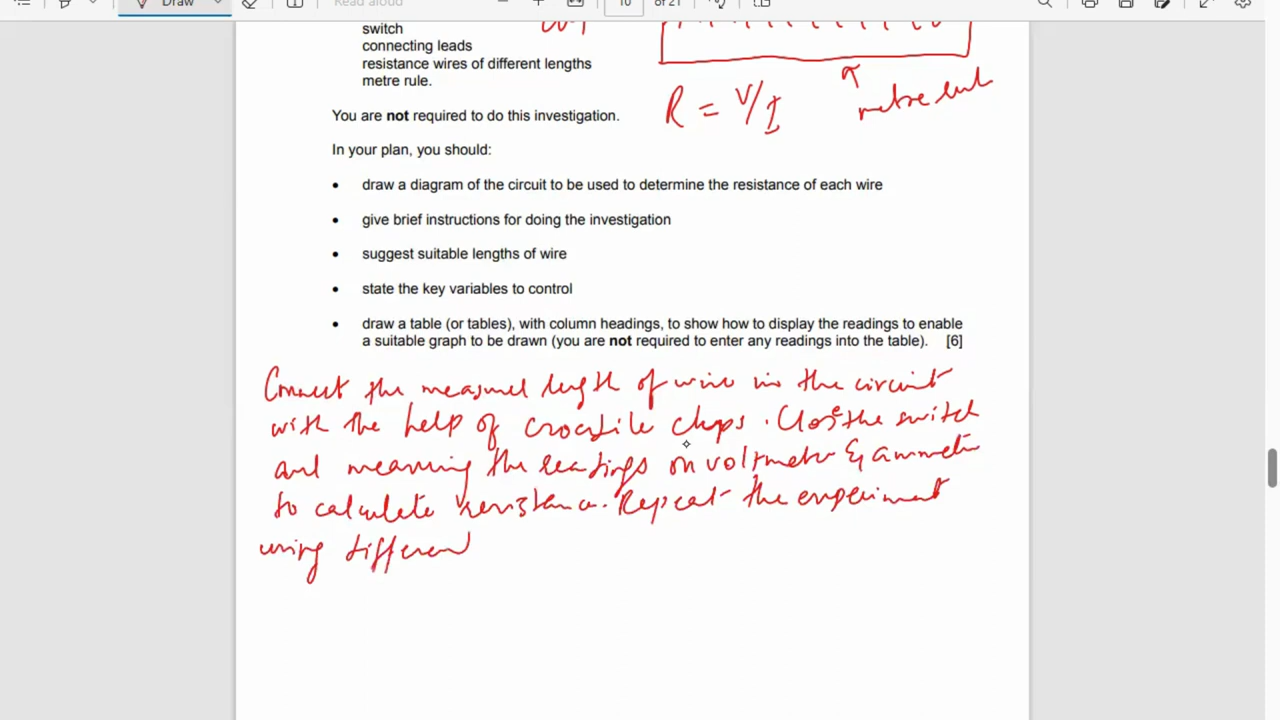 Draw
Read aloud
10 of 21
switch
connecting leads
resistance wires of different lengths
metre rule.
R = V/I
metre rule
You are not required to do this investigation.
In your plan, you should:
• draw a diagram of the circuit to be used to determine the resistance of each wire
• give brief instructions for doing the investigation
• suggest suitable lengths of wire
• state the key variables to control
• draw a table (or tables), with column headings, to show how to display the readings to enable
a suitable graph to be drawn (you are not required to enter any readings into the table). [6]
Connect the measured length of wire in the circuit
with the help of crocodile clips. Close the switch
and measuring the readings on voltmeter & ammeter
to calculate resistance. Repeat the experiment
using different